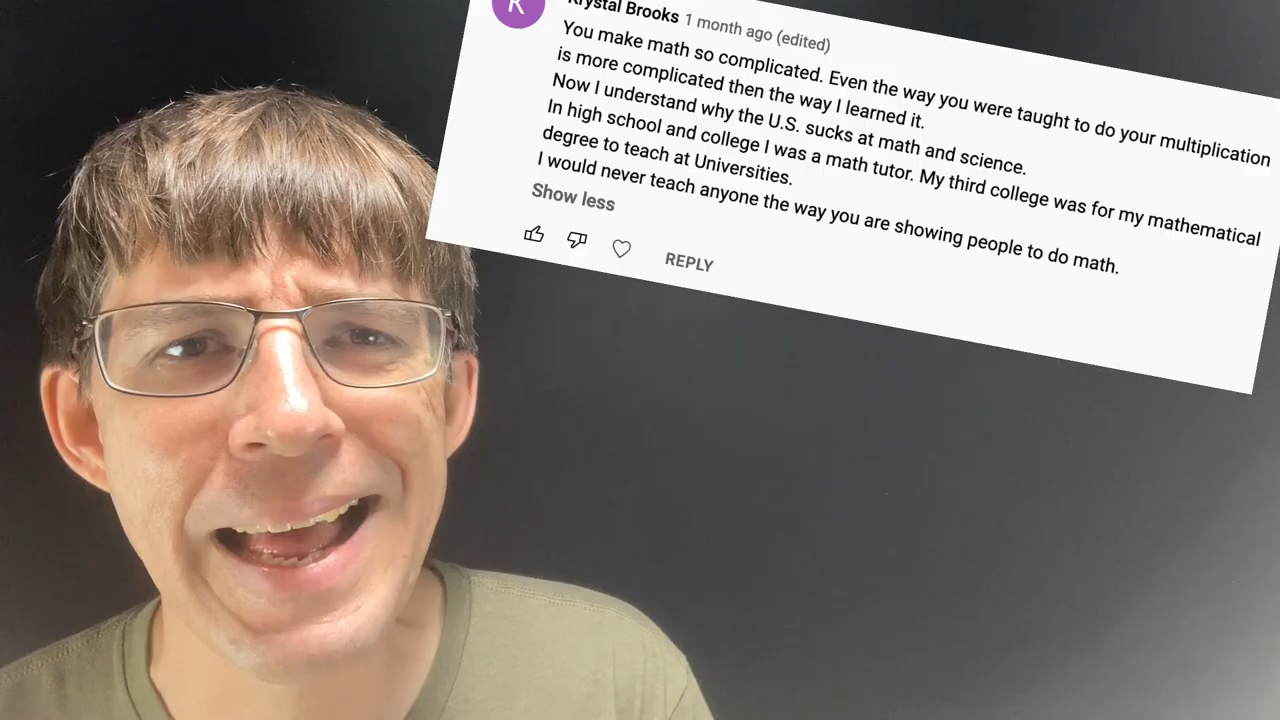 K
Krystal Brooks 1 month ago (edited)
You make math so complicated. Even the way you were taught to do your multiplication
is more complicated then the way I learned it.
Now I understand why the U.S. sucks at math and science.
In high school and college I was a math tutor. My third college was for my mathematical
degree to teach at Universities.
I would never teach anyone the way you are showing people to do math.
Show less
REPLY